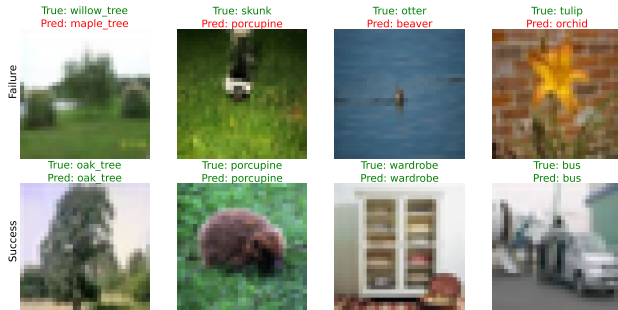 True: willow_tree
Pred: maple_tree
True: skunk
Pred: porcupine
True: otter
Pred: beaver
True: tulip
Pred: orchid
Failure
True: oak_tree
Pred: oak_tree
True: porcupine
Pred: porcupine
True: wardrobe
Pred: wardrobe
True: bus
Pred: bus
Success